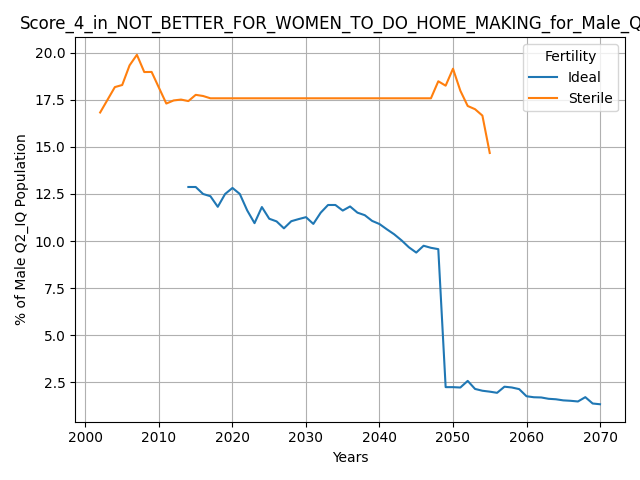 Score_4_in_NOT_BETTER_FOR_WOMEN_TO_DO_HOME_MAKING_for_Male_Q
Fertility
Ideal
Sterile
20.0
17.5
15.0
12.5
10.0
7.5
5.0
2.5
% of Male Q2_IQ Population
2000 2010 2020 2030 2040 2050 2060 2070
Years